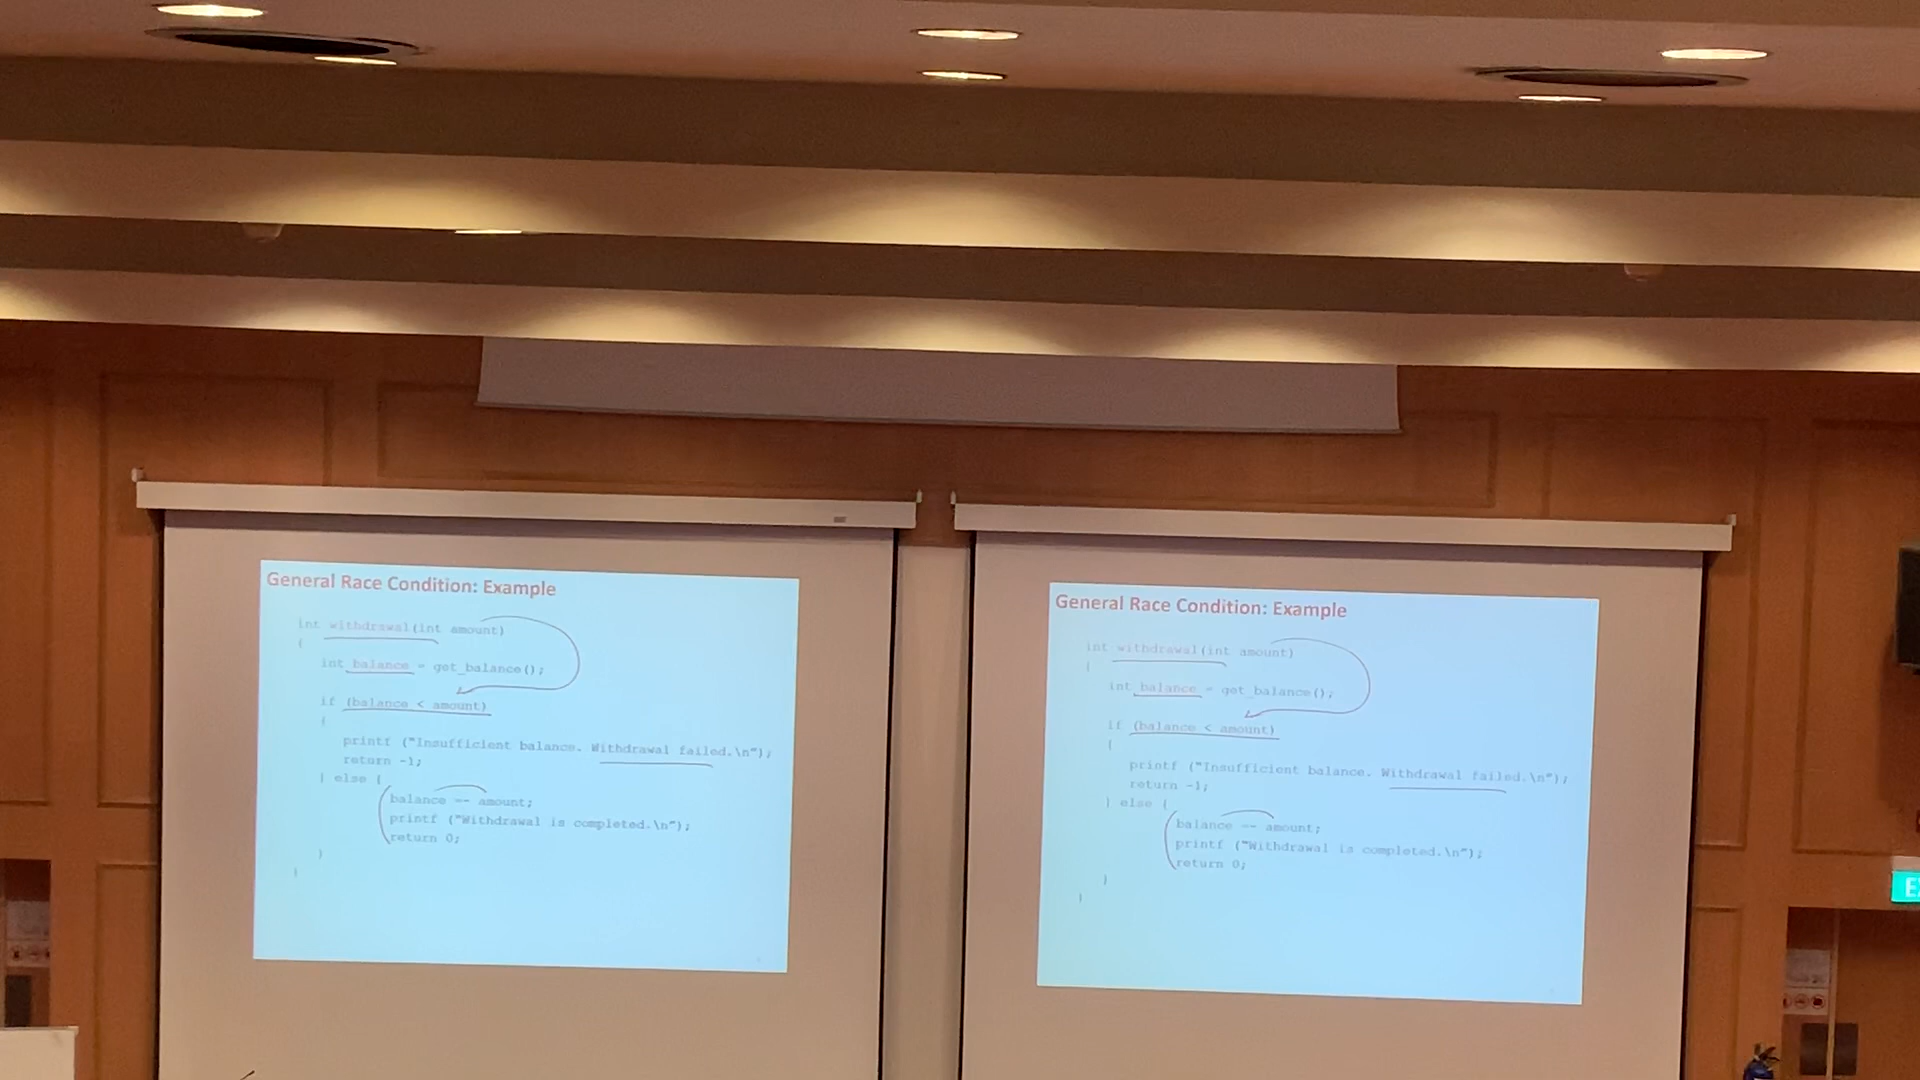 General Race Condition: Example
int withdrawal(int amount)
{
int balance = get_balance();
if (balance < amount)
{
printf ("Insufficient balance. Withdrawal failed.\n");
return -1;
} else {
balance -= amount;
printf ("Withdrawal is completed.\n");
return 0;
}
}
General Race Condition: Example
int withdrawal(int amount)
{
int balance = get_balance();
if (balance < amount)
{
printf ("Insufficient balance. Withdrawal failed.\n");
return -1;
} else {
balance -= amount;
printf ("Withdrawal is completed.\n");
return 0;
}
}